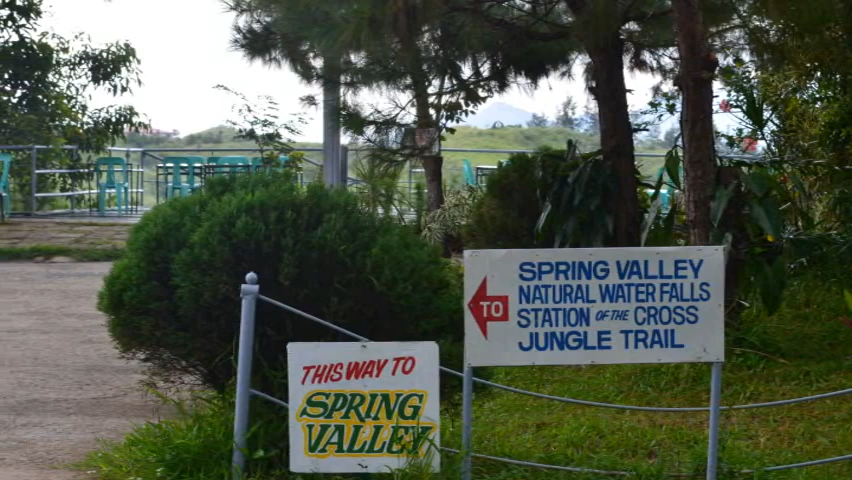 THIS WAY TO
SPRING
VALLEY
TO
SPRING VALLEY
NATURAL WATER FALLS
STATION OF THE CROSS
JUNGLE TRAIL